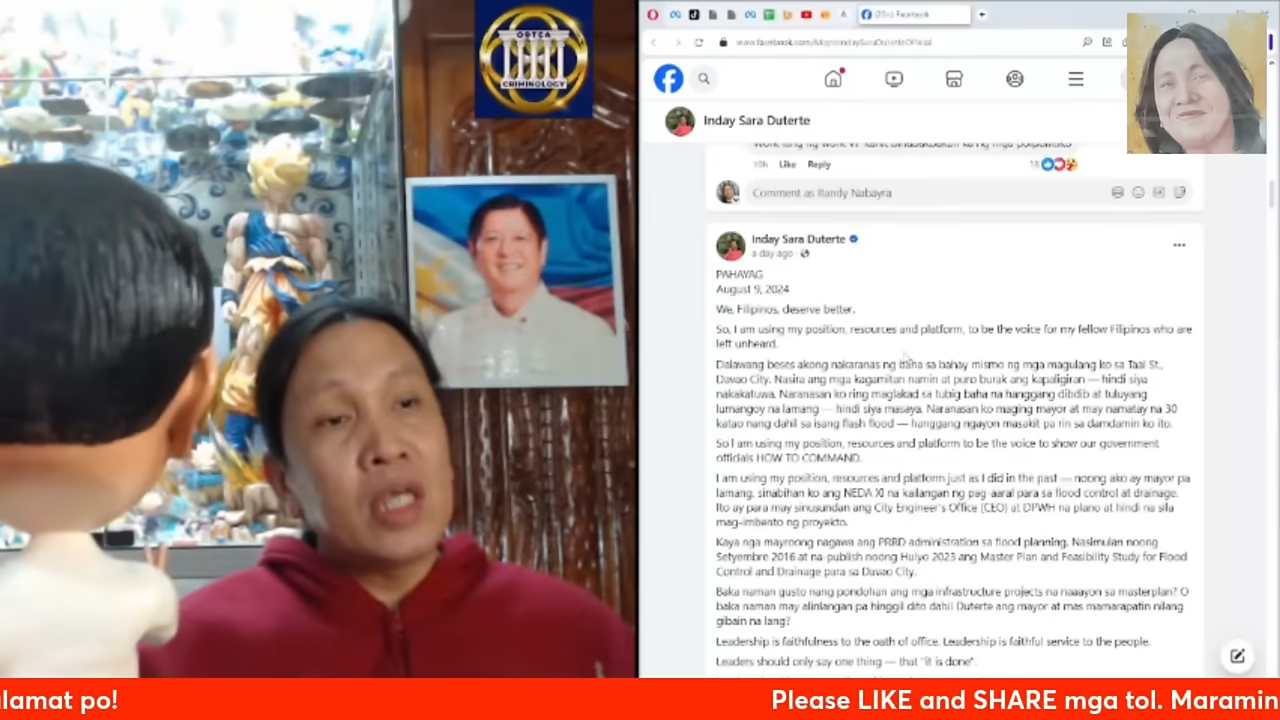 OBTEA
CRIMINOLOGY
(20+) Facebook
www.facebook.com/MayorIndaySaraDuterteOfficial
Inday Sara Duterte
10h Like Reply
18
Comment as Randy Nabayra
Inday Sara Duterte
a day ago
PAHAYAG
August 9, 2024
We, Filipinos, deserve better.
So, I am using my position, resources and platform, to be the voice for my fellow Filipinos who are
left unheard.
Dalawang beses akong nakaranas ng baha sa bahay mismo ng mga magulang ko sa Taal St.,
Davao City. Nasira ang mga kagamitan namin at puro burak ang kapaligiran — hindi siya
nakakatuwa. Naranasan ko ring maglakad sa tubig baha na hanggang dibdib at tuluyang
lumangoy na lamang — hindi siya masaya. Naranasan ko maging mayor at may namatay na 30
katao nang dahil sa isang flash flood — hanggang ngayon masakit pa rin sa damdamin ko ito.
So I am using my position, resources and platform to be the voice to show our government
officials HOW TO COMMAND.
I am using my position, resources and platform just as I did in the past — noong ako ay mayor pa
lamang, sinabihan ko ang NEDA XI na kailangan ng pag-aaral para sa flood control at drainage.
Ito ay para may sinusundan ang City Engineer's Office (CEO) at DPWH na plano at hindi na sila
mag-imbento ng proyekto.
Kaya nga mayroong nagawa ang PRRD administration sa flood planning. Nasimulan noong
Setyembre 2016 at na-publish noong Hulyo 2023 ang Master Plan and Feasibility Study for Flood
Control and Drainage para sa Davao City.
Baka naman gusto nang pondohan ang mga infrastructure projects na naaayon sa masterplan? O
baka naman may alinlangan pa hinggil dito dahil Duterte ang mayor at mas mamarapatin nilang
gibain na lang?
Leadership is faithfulness to the oath of office. Leadership is faithful service to the people.
Leaders should only say one thing — that "it is done".
lamat po!
Please LIKE and SHARE mga tol. Maramin